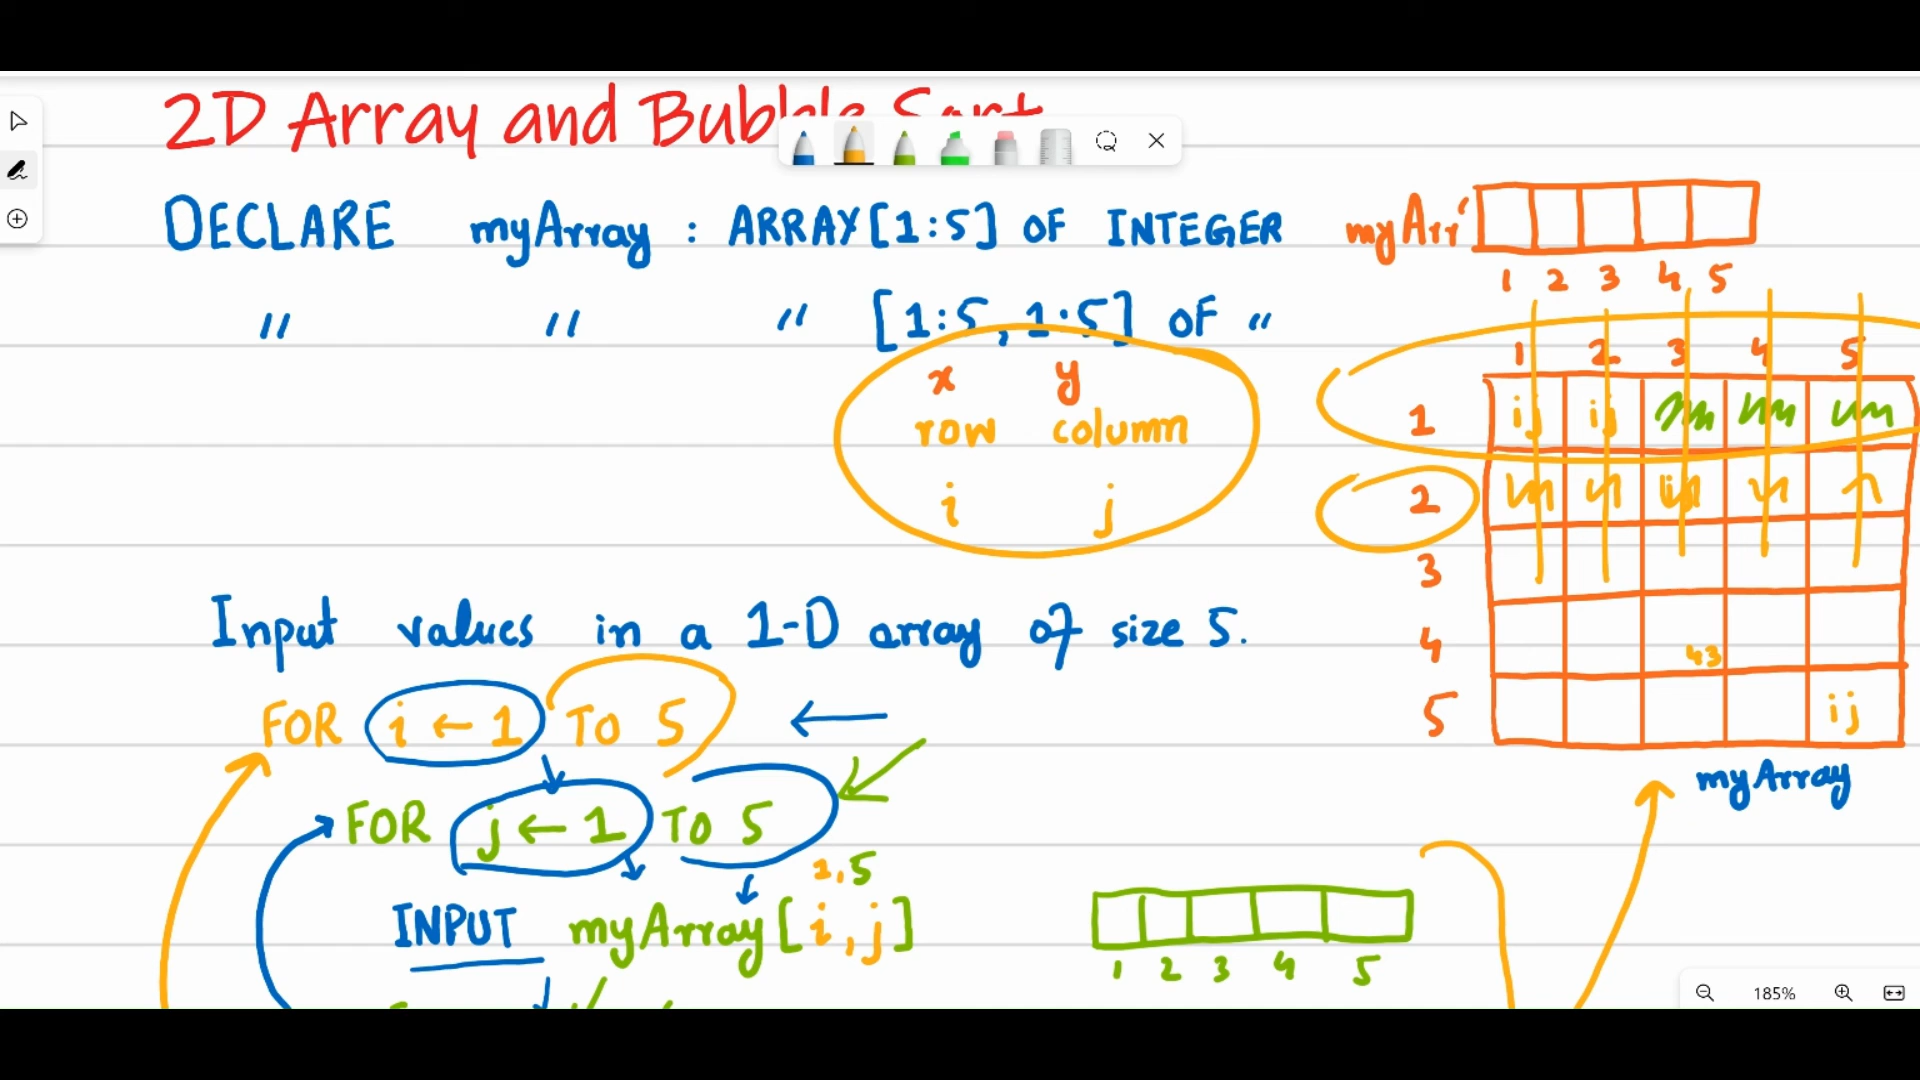 2D Array and Bubble Sort
DECLARE myArray : ARRAY[1:5] OF INTEGER
myArr
1 2 3 4 5
" " " [1:5, 1:5] OF "
x y
row column
i j
1 2 3 4 5
1 ij ij
2
3
4 43
5 ij
myArray
Input values in a 1-D array of size 5.
FOR i ← 1 TO 5 ←
FOR j ← 1 TO 5
1,5
INPUT myArray[i,j]
1 2 3 4 5
185%